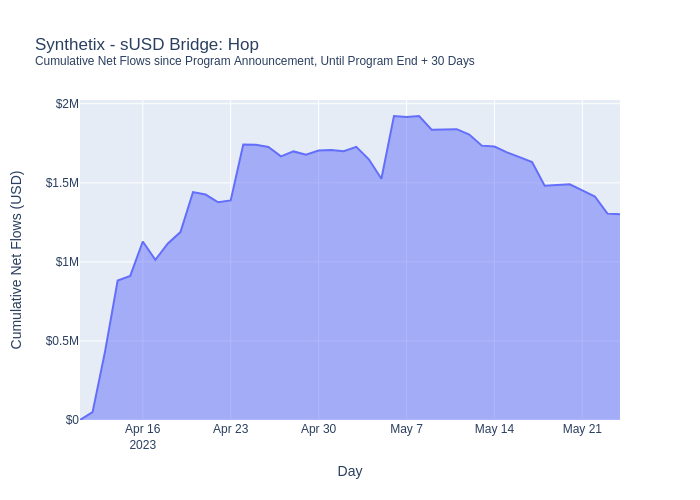 Synthetix - sUSD Bridge: Hop
Cumulative Net Flows since Program Announcement, Until Program End + 30 Days
Cumulative Net Flows (USD)
$2M
$1.5M
$1M
$0.5M
$0
Apr 16
2023
Apr 23
Apr 30
May 7
May 14
May 21
Day